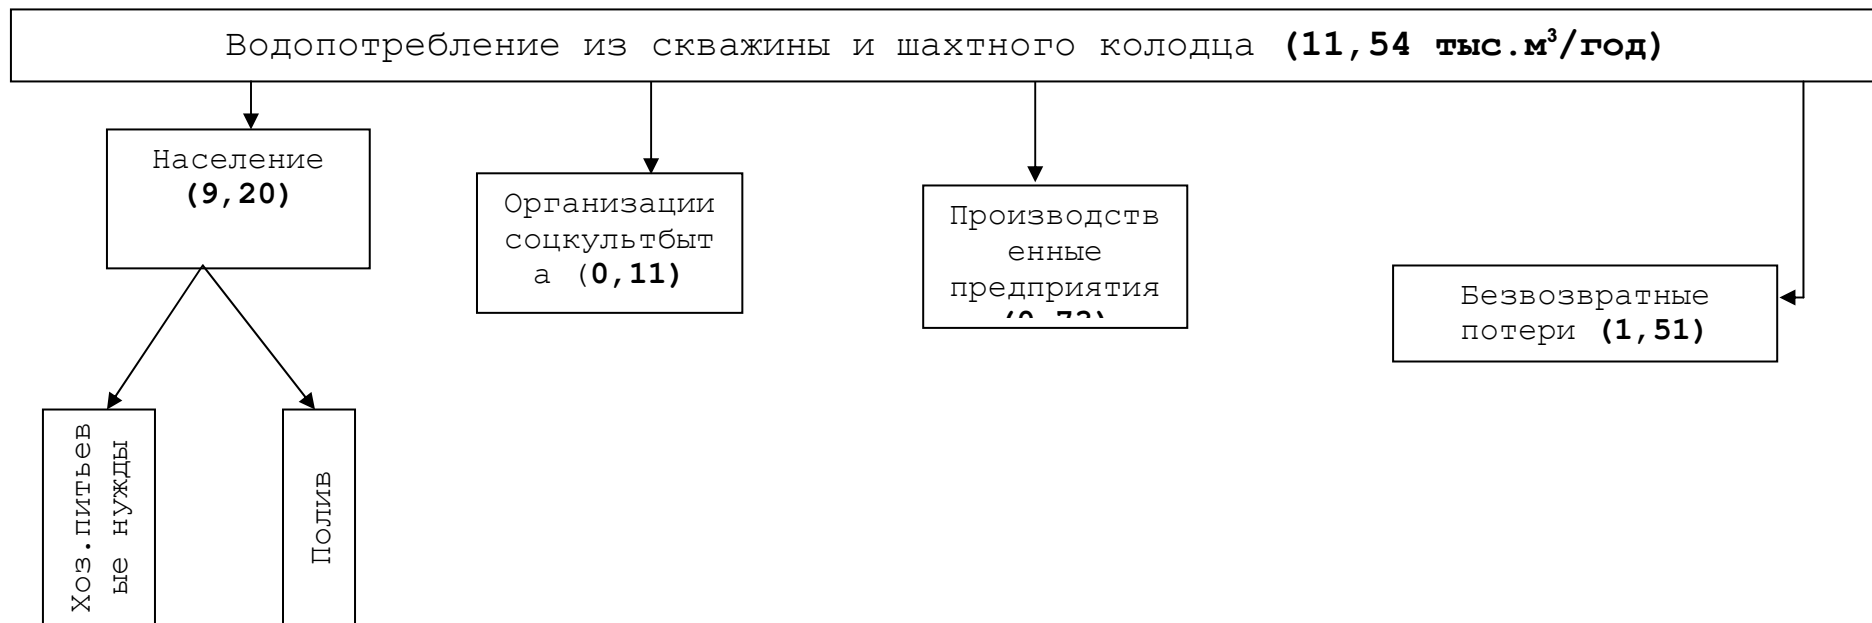 Водопотребление из скважины и шахтного колодца (11,54 тыс.м³/год)
Население
(9,20)
Организации
соцкультбыт
а (0,11)
Производств
енные
предприятия
Безвозвратные
потери (1,51)
Хоз.питьев
ые нужды
Полив